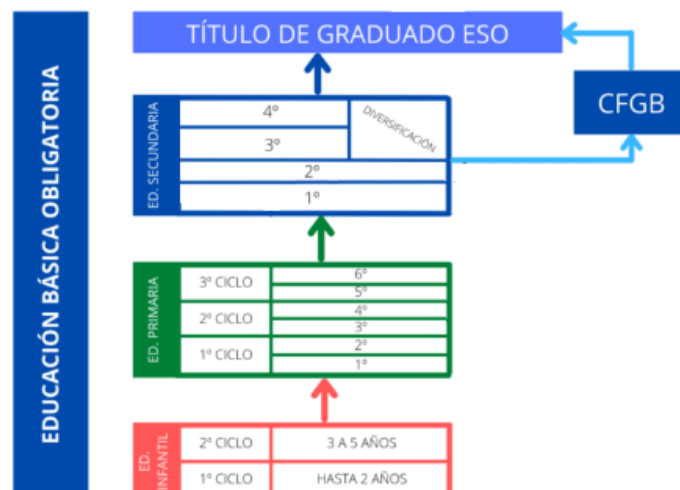 TÍTULO DE GRADUADO ESO
CFGB
EDUCACIÓN BÁSICA OBLIGATORIA
ED. SECUNDARIA
4º
DIVERSIFICACIÓN
3º
2º
1º
ED. PRIMARIA
3º CICLO
6º
5º
2º CICLO
4º
3º
1º CICLO
2º
1º
ED.
INFANTIL
2º CICLO
3 A 5 AÑOS
1º CICLO
HASTA 2 AÑOS